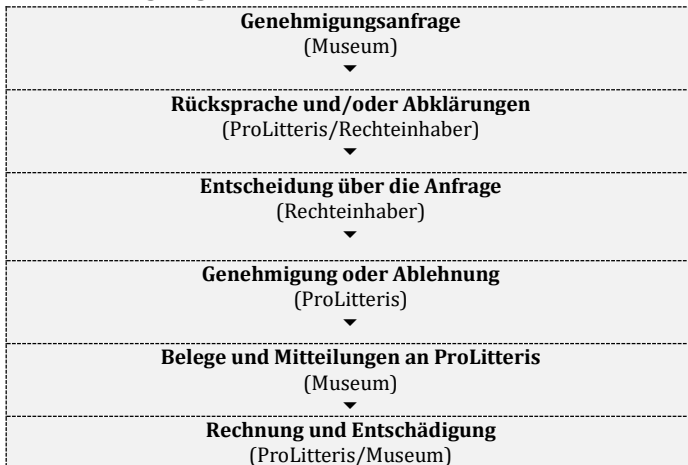 Genehmigungsanfrage
(Museum)
Rücksprache und/oder Abklärungen
(ProLitteris/Rechteinhaber)
Entscheidung über die Anfrage
(Rechteinhaber)
Genehmigung oder Ablehnung
(ProLitteris)
Belege und Mitteilungen an ProLitteris
(Museum)
Rechnung und Entschädigung
(ProLitteris/Museum)